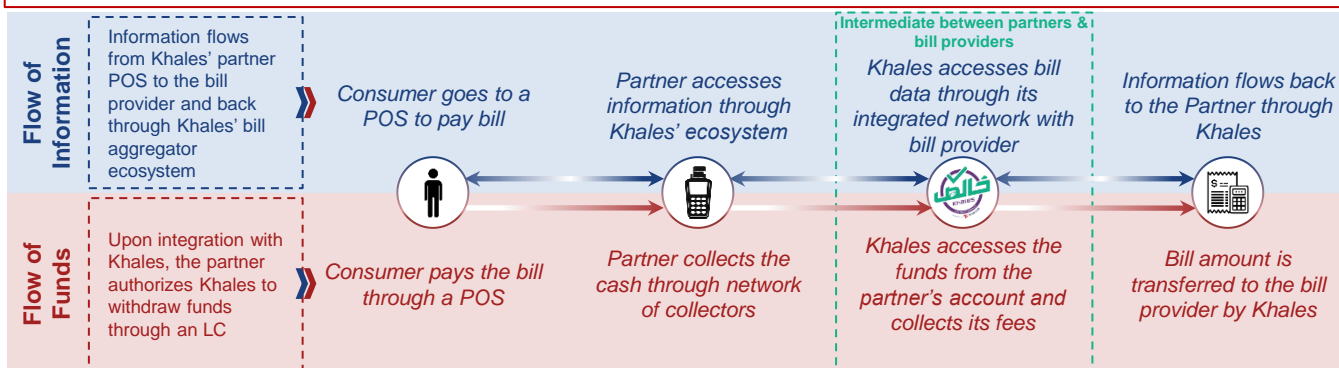 Flow of
Information
Information flows
from Khales' partner
POS to the bill
provider and back
through Khales' bill
aggregator
ecosystem
Consumer goes to a
POS to pay bill
Partner accesses
information through
Khales' ecosystem
Intermediate between partners &
bill providers
Khales accesses bill
data through its
integrated network with
bill provider
Information flows back
to the Partner through
Khales
خالص
Flow of
Funds
Upon integration with
Khales, the partner
authorizes Khales to
withdraw funds
through an LC
Consumer pays the bill
through a POS
Partner collects the
cash through network
of collectors
Khales accesses the
funds from the
partner's account and
collects its fees
Bill amount is
transferred to the bill
provider by Khales